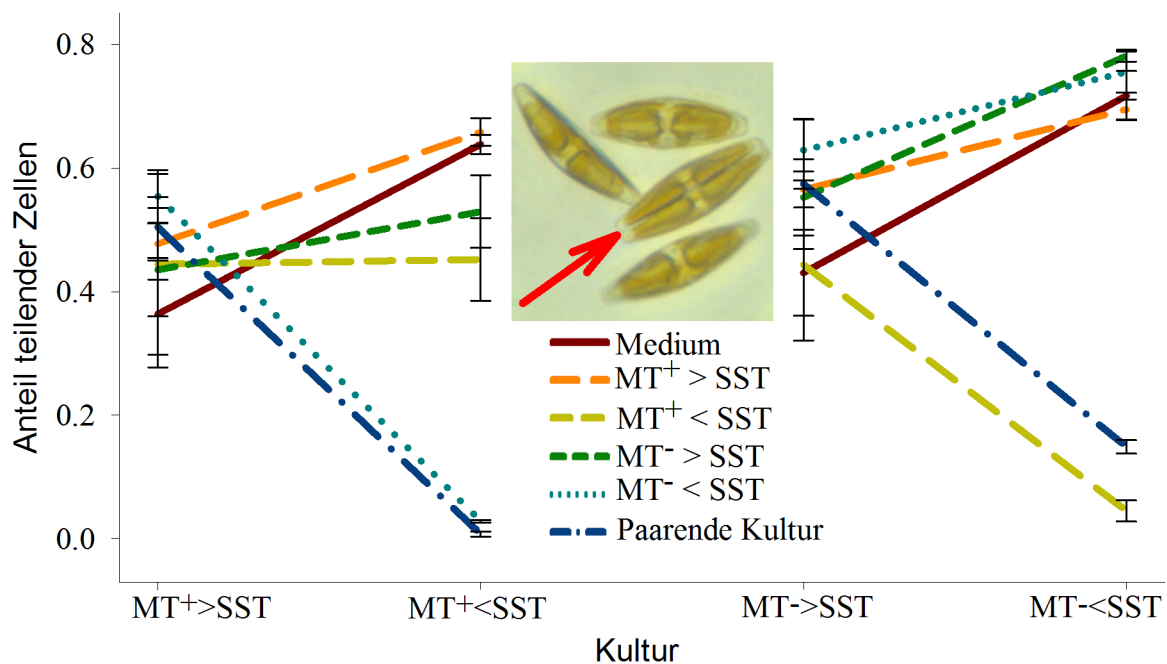 Anteil teilender Zellen
0.8
0.6
0.4
0.2
0.0
Medium
MT+ > SST
MT+ < SST
MT- > SST
MT- < SST
Paarende Kultur
MT+>SST
MT+<SST
MT->SST
MT-<SST
Kultur